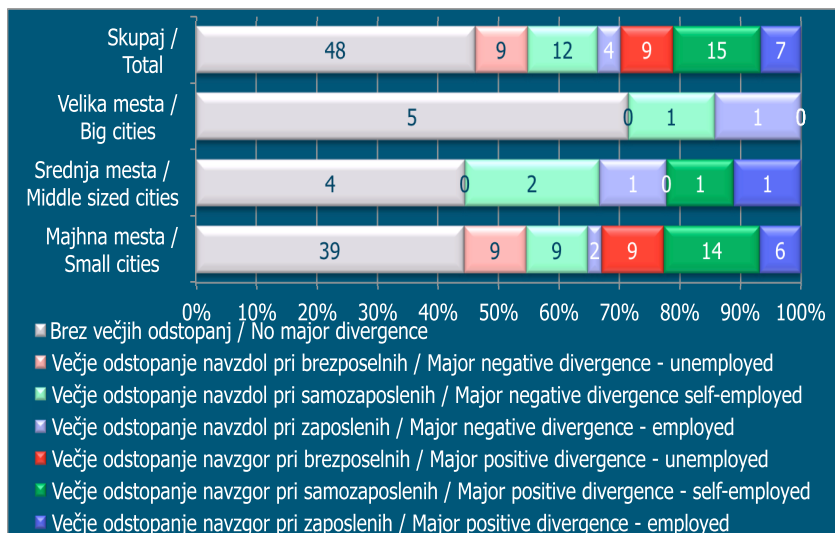 Skupaj /
Total
48 9 12 4 9 15 7
Velika mesta /
Big cities
5 0 1 1 0
Srednja mesta /
Middle sized cities
4 0 2 1 0 1 1
Majhna mesta /
Small cities
39 9 9 2 9 14 6
0% 10% 20% 30% 40% 50% 60% 70% 80% 90% 100%
Brez večjih odstopanj / No major divergence
Večje odstopanje navzdol pri brezposelnih / Major negative divergence - unemployed
Večje odstopanje navzdol pri samozaposlenih / Major negative divergence self-employed
Večje odstopanje navzdol pri zaposlenih / Major negative divergence - employed
Večje odstopanje navzgor pri brezposelnih / Major positive divergence - unemployed
Večje odstopanje navzgor pri samozaposlenih / Major positive divergence - self-employed
Večje odstopanje navzgor pri zaposlenih / Major positive divergence - employed